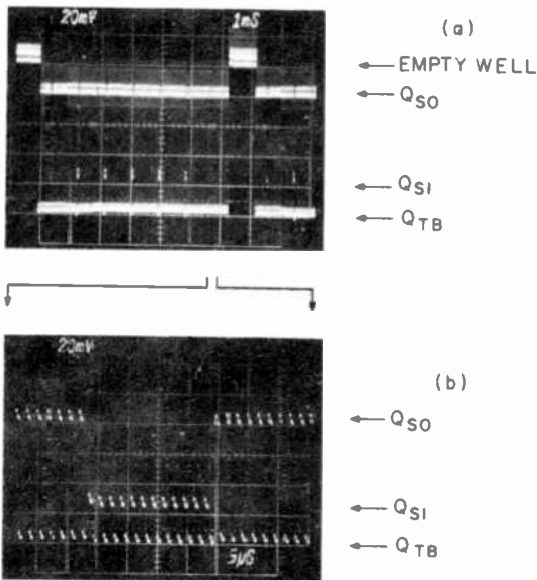 20mV 1mS (a)
EMPTY WELL
QSO
QSI
QTB
20mV
(b)
QSO
QSI
5μS
QTB